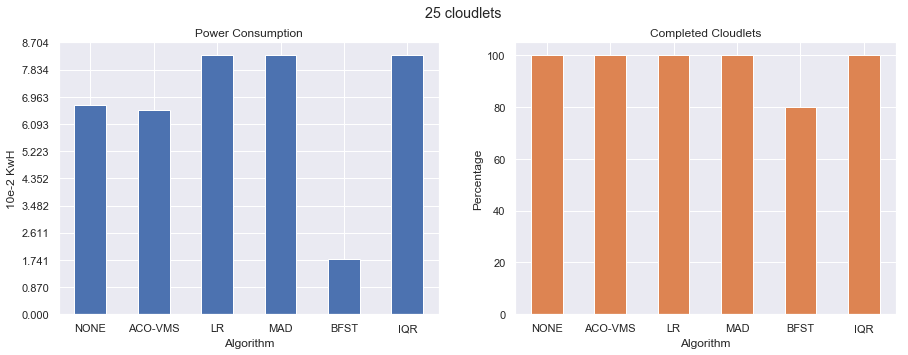 25 cloudlets
Power Consumption
8.704
7.834
6.963
6.093
5.223
4.352
3.482
2.611
1.741
0.870
0.000
10e-2 KwH
NONE ACO-VMS LR MAD BFST IQR
Algorithm
Completed Cloudlets
100
80
60
40
20
0
Percentage
NONE ACO-VMS LR MAD BFST IQR
Algorithm